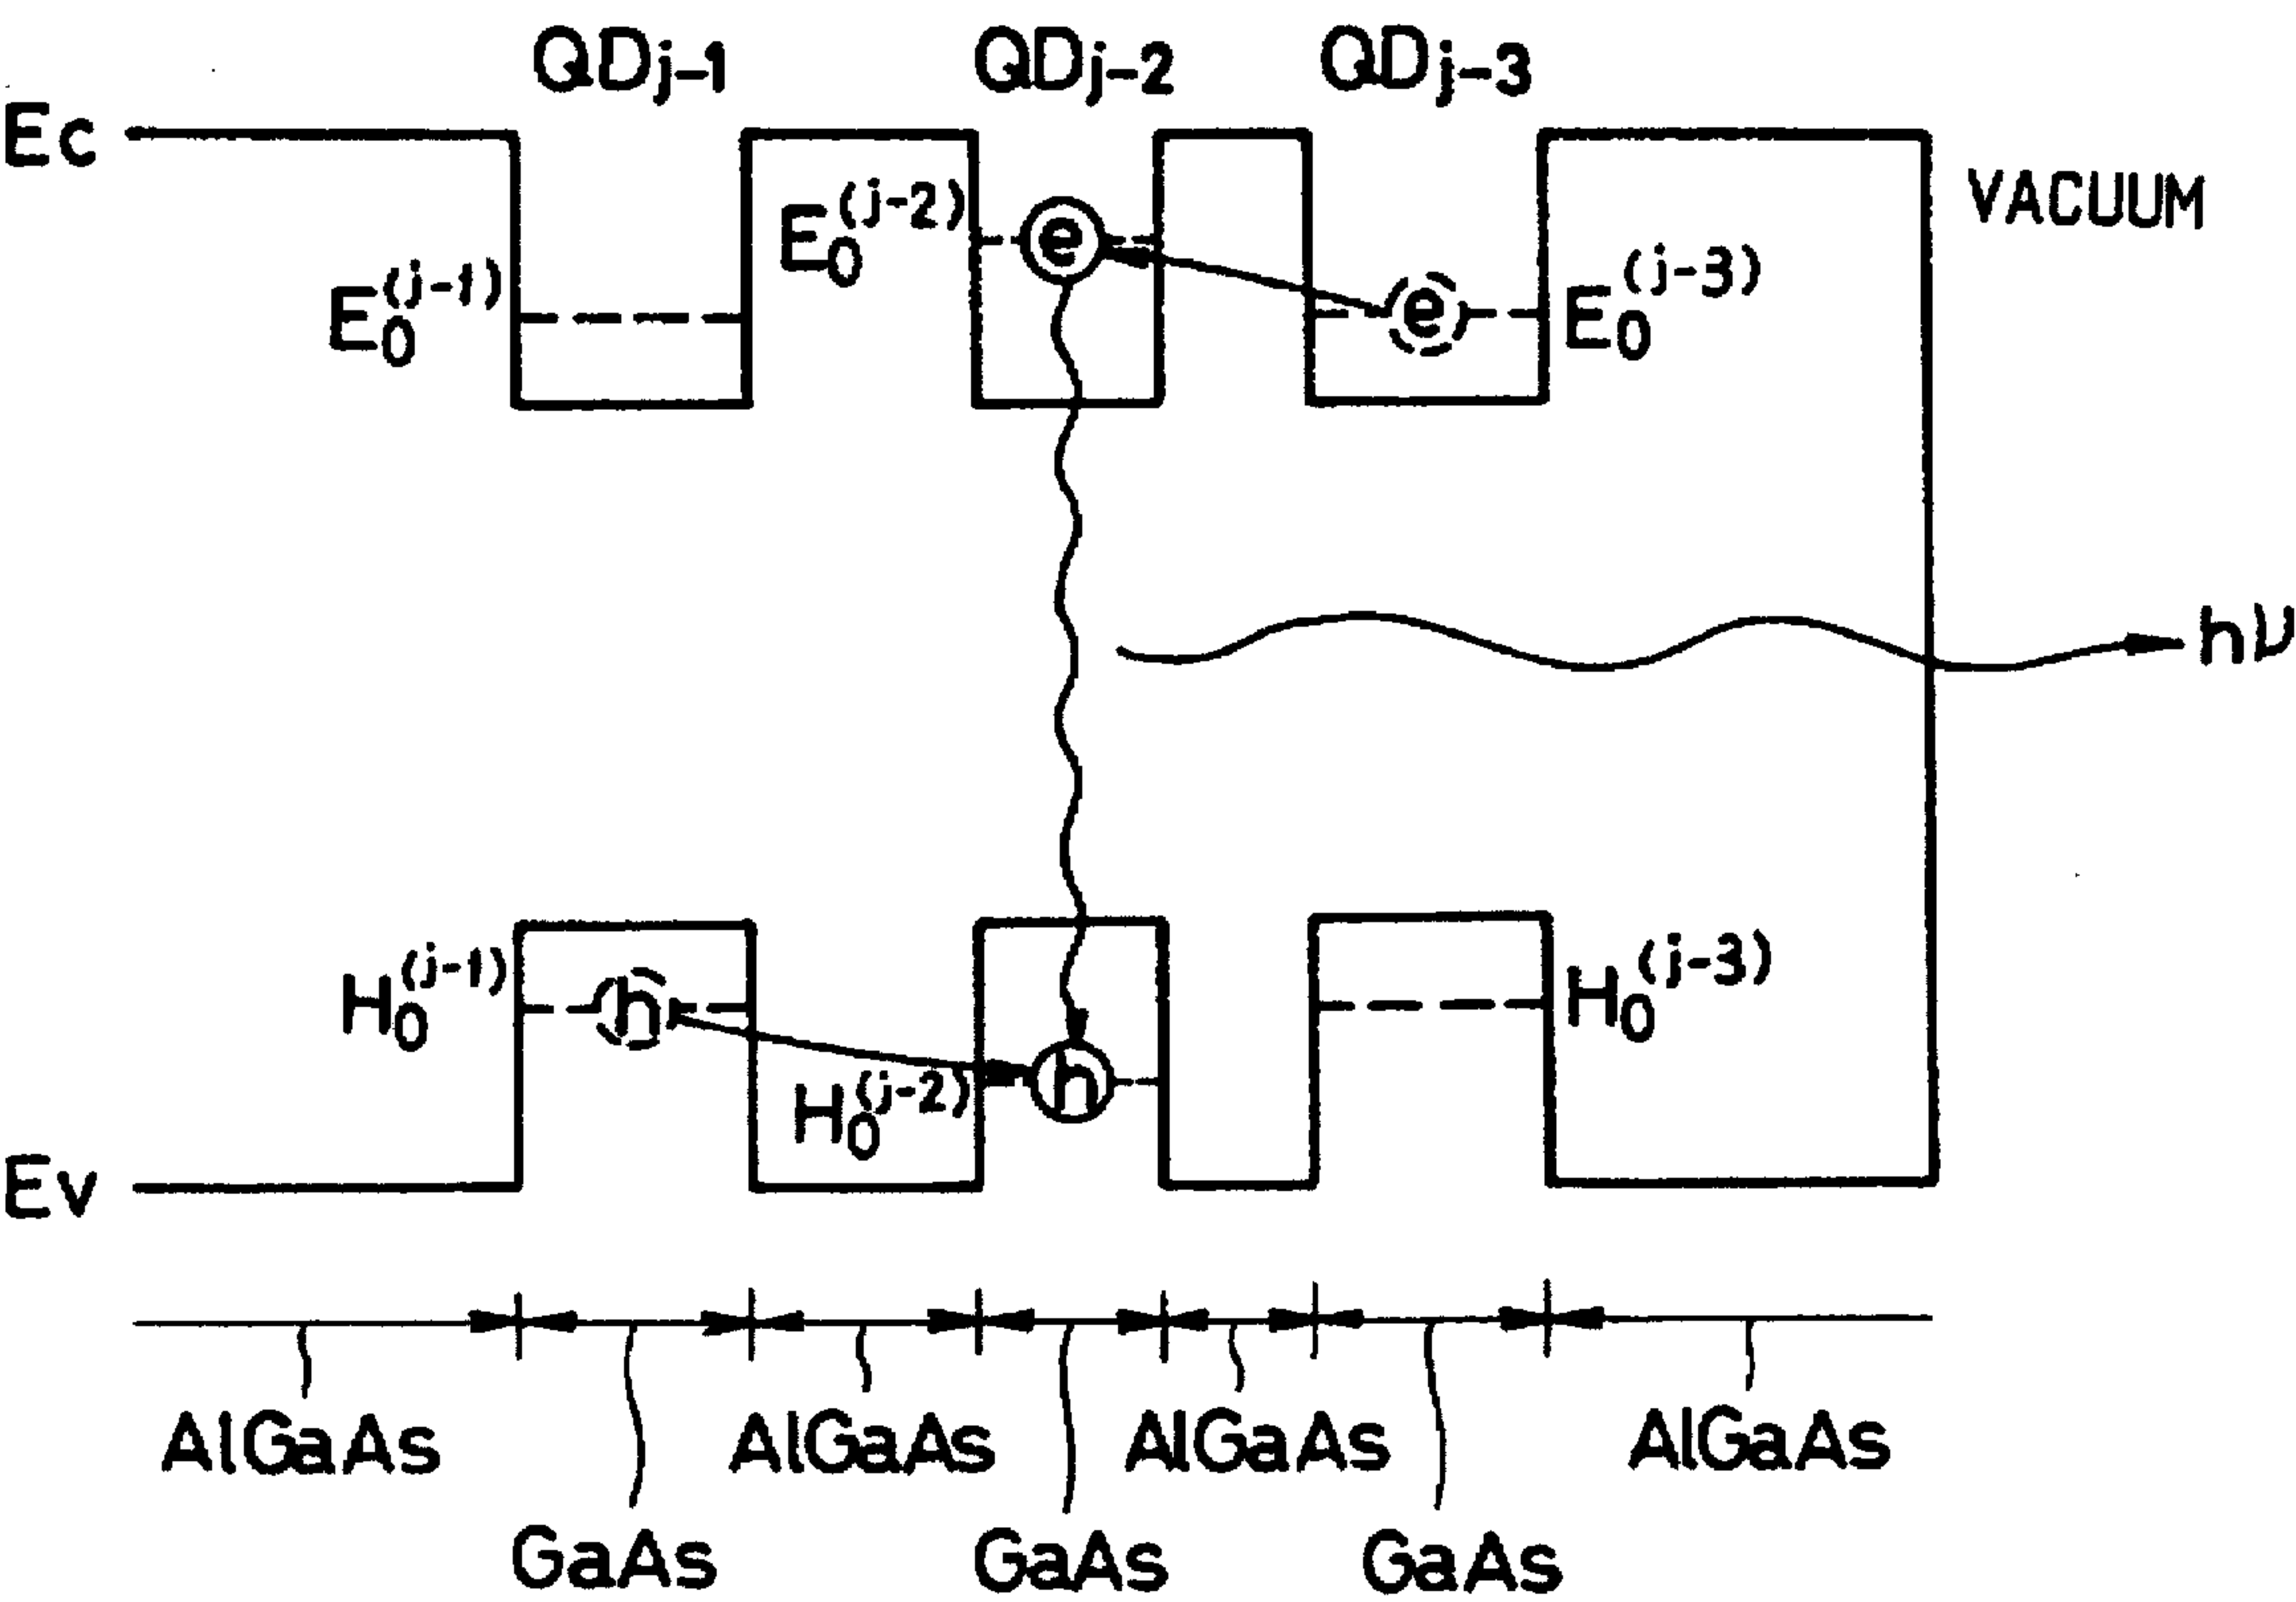 QDj-1 QDj-2 QDj-3
Ec
VACUUM
E0(j-2)
e
E0(j-1)
e
E0(j-3)
hν
H0(j-1)
h
H0(j-3)
H0(j-2)
h
Ev
AlGaAs AlGaAs AlGaAs AlGaAs
GaAs GaAs GaAs